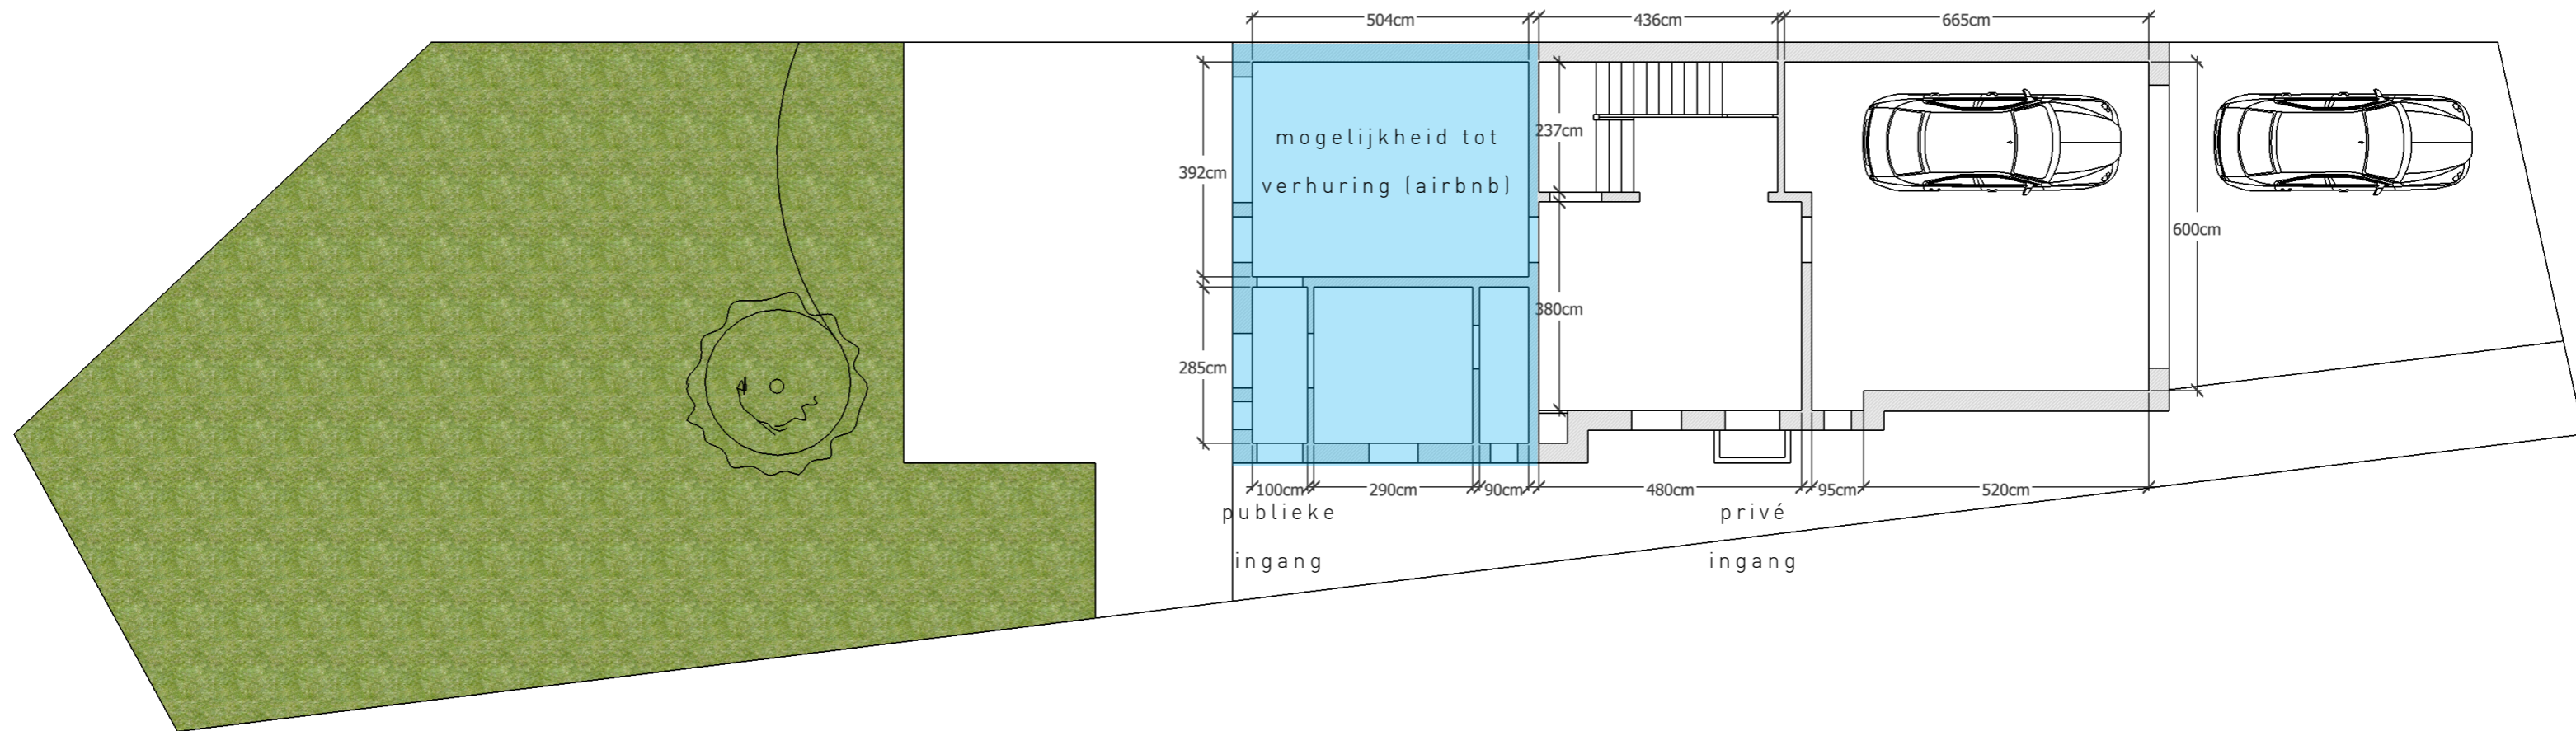 504cm
436cm
665cm
mogelijkheid tot
verhuring (airbnb)
237cm
392cm
600cm
380cm
285cm
100cm
290cm
90cm
480cm
95cm
520cm
publieke
ingang
privé
ingang